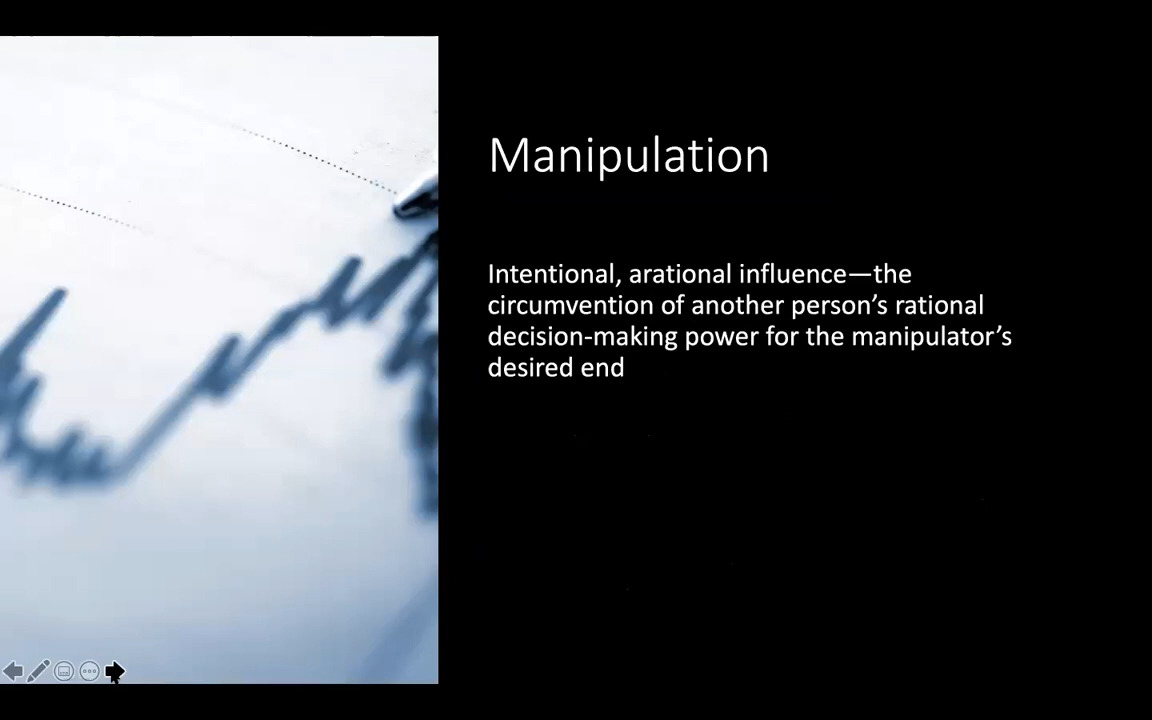 Manipulation
Intentional, arational influence—the
circumvention of another person’s rational
decision-making power for the manipulator’s
desired end